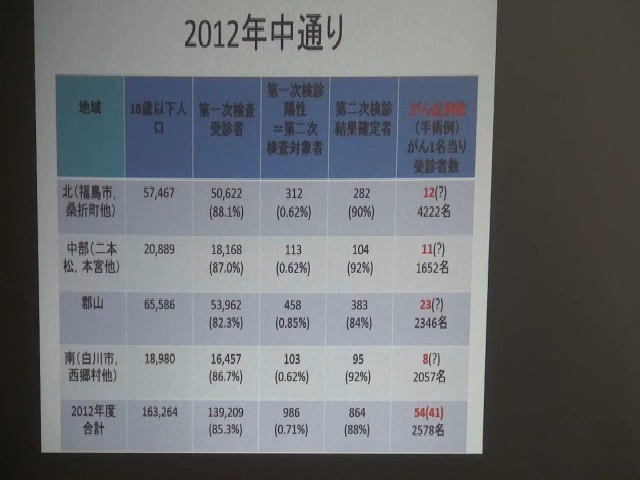 2012年中通り
地域
18歳以下人
口
第一次検査
受診者
第一次検診
陽性
＝第二次
検査対象者
第二次検診
結果確定者
がん症例数
（手術例）
がん1名当り
受診者数
北（福島市,
桑折町他）
57,467
50,622
(88.1%)
312
(0.62%)
282
(90%)
12(?)
4222名
中部（二本
松, 本宮他）
20,889
18,168
(87.0%)
113
(0.62%)
104
(92%)
11(?)
1652名
郡山
65,586
53,962
(82.3%)
458
(0.85%)
383
(84%)
23(?)
2346名
南（白川市,
西郷村他）
18,980
16,457
(86.7%)
103
(0.62%)
95
(92%)
8(?)
2057名
2012年度
合計
163,264
139,209
(85.3%)
986
(0.71%)
864
(88%)
54(41)
2578名